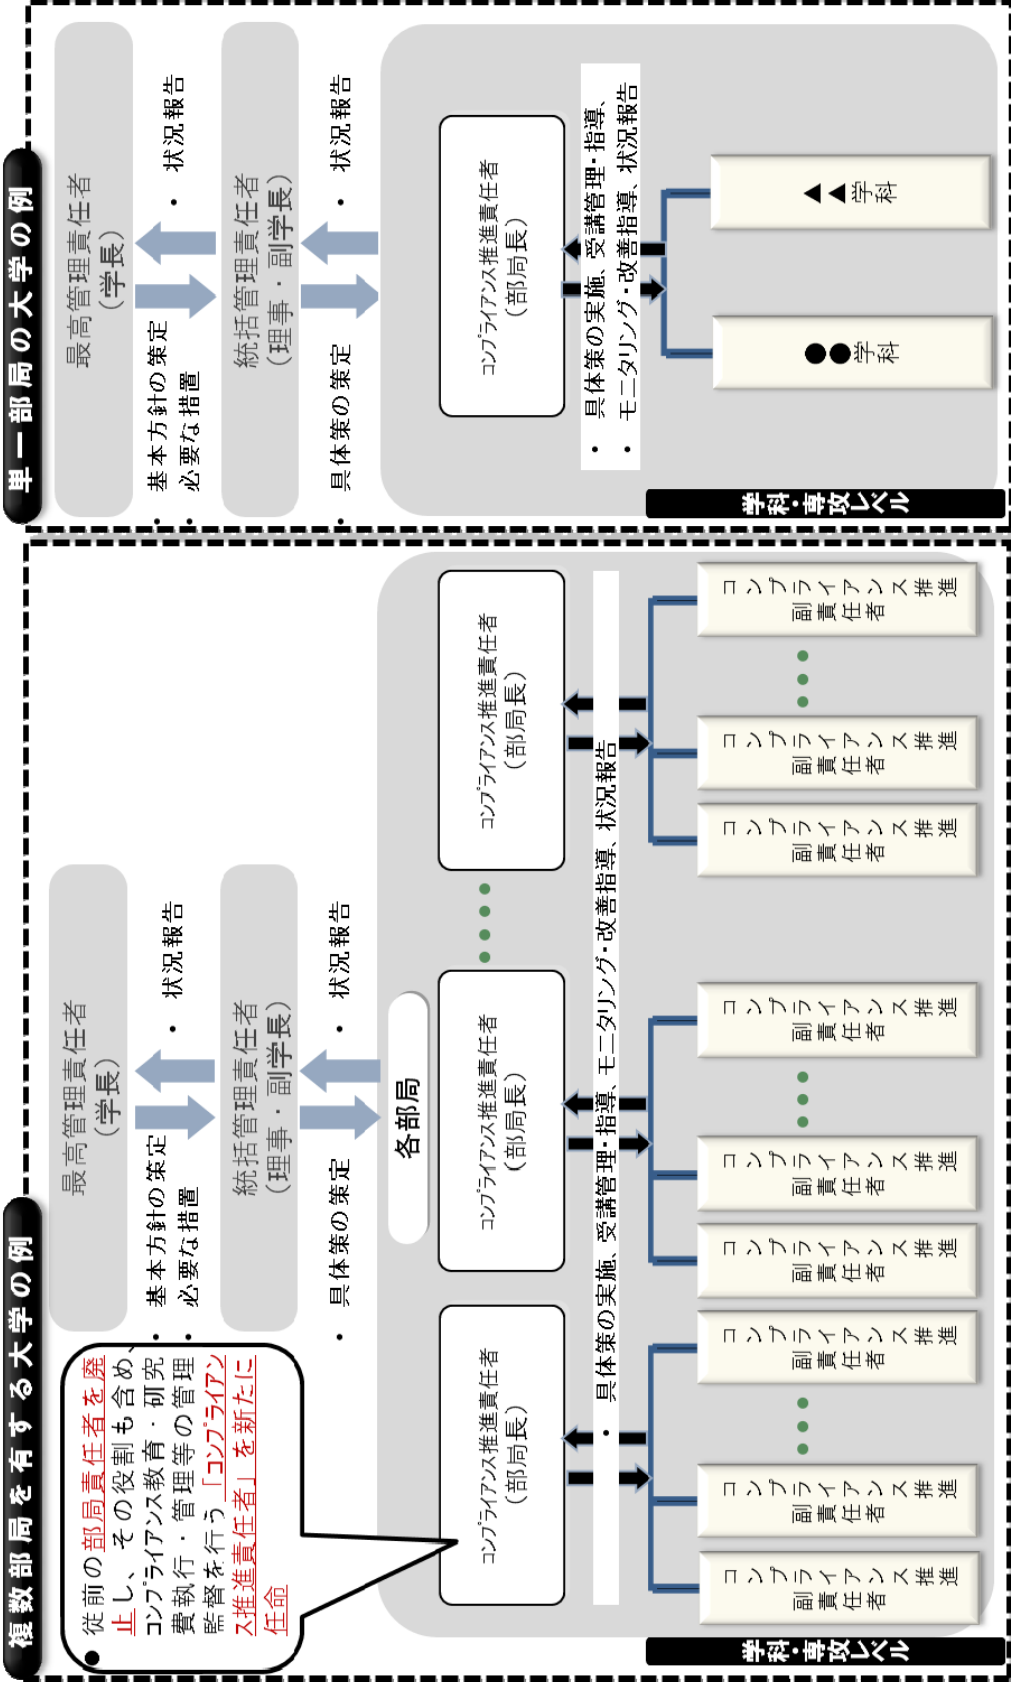 複数部局を有する大学の例
最高管理責任者
（学長）
・ 基本方針の策定
・ 必要な措置
・ 状況報告
統括管理責任者
（理事・副学長）
・ 具体策の策定
・ 状況報告
● 従前の部局責任者を廃
止し、その役割も含め、
コンプライアンス教育・研究
費執行・管理等の管理
監督を行う「コンプライアン
ス推進責任者」を新たに
任命
各部局
コンプライアンス推進責任者
（部局長）
コンプライアンス推進責任者
（部局長）
●●●●
コンプライアンス推進責任者
（部局長）
・ 具体策の実施、受講管理・指導、モニタリング・改善指導、状況報告
学科・専攻レベル
コンプライアンス推進
副責任者
コンプライアンス推進
副責任者
●●●
コンプライアンス推進
副責任者
コンプライアンス推進
副責任者
コンプライアンス推進
副責任者
●●●
コンプライアンス推進
副責任者
コンプライアンス推進
副責任者
コンプライアンス推進
副責任者
●●●
コンプライアンス推進
副責任者
単一部局の大学の例
最高管理責任者
（学長）
・ 基本方針の策定
・ 必要な措置
・ 状況報告
統括管理責任者
（理事・副学長）
・ 具体策の策定
・ 状況報告
コンプライアンス推進責任者
（部局長）
・ 具体策の実施、受講管理・指導、
・ モニタリング・改善指導、状況報告
学科・専攻レベル
●●学科
▲▲学科